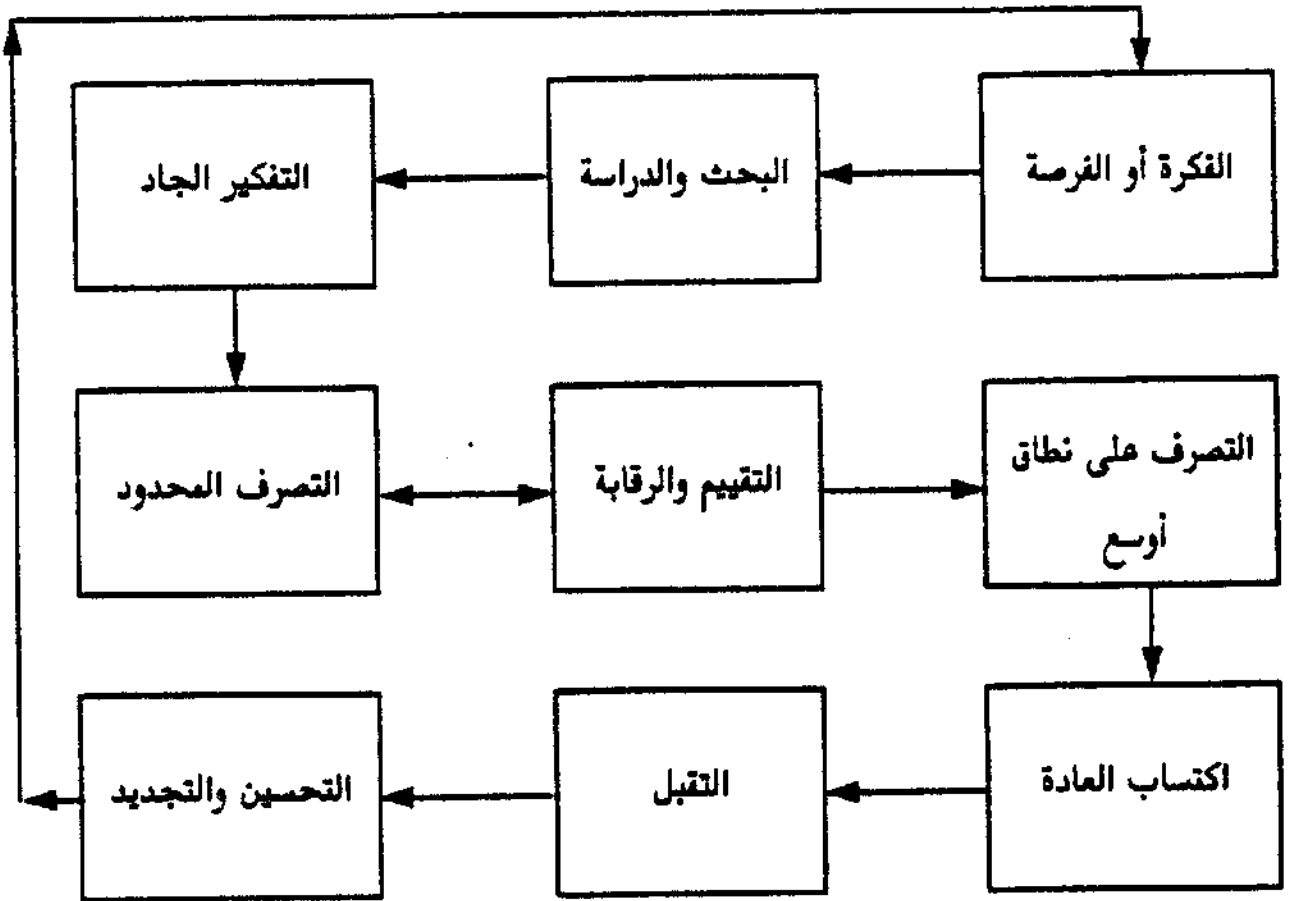 الفكرة أو الفرصة
البحث والدراسة
التفكير الجاد
التصرف المحدود
التقييم والرقابة
التصرف على نطاق
أوسع
اكتساب العادة
التقبل
التحسين والتجديد